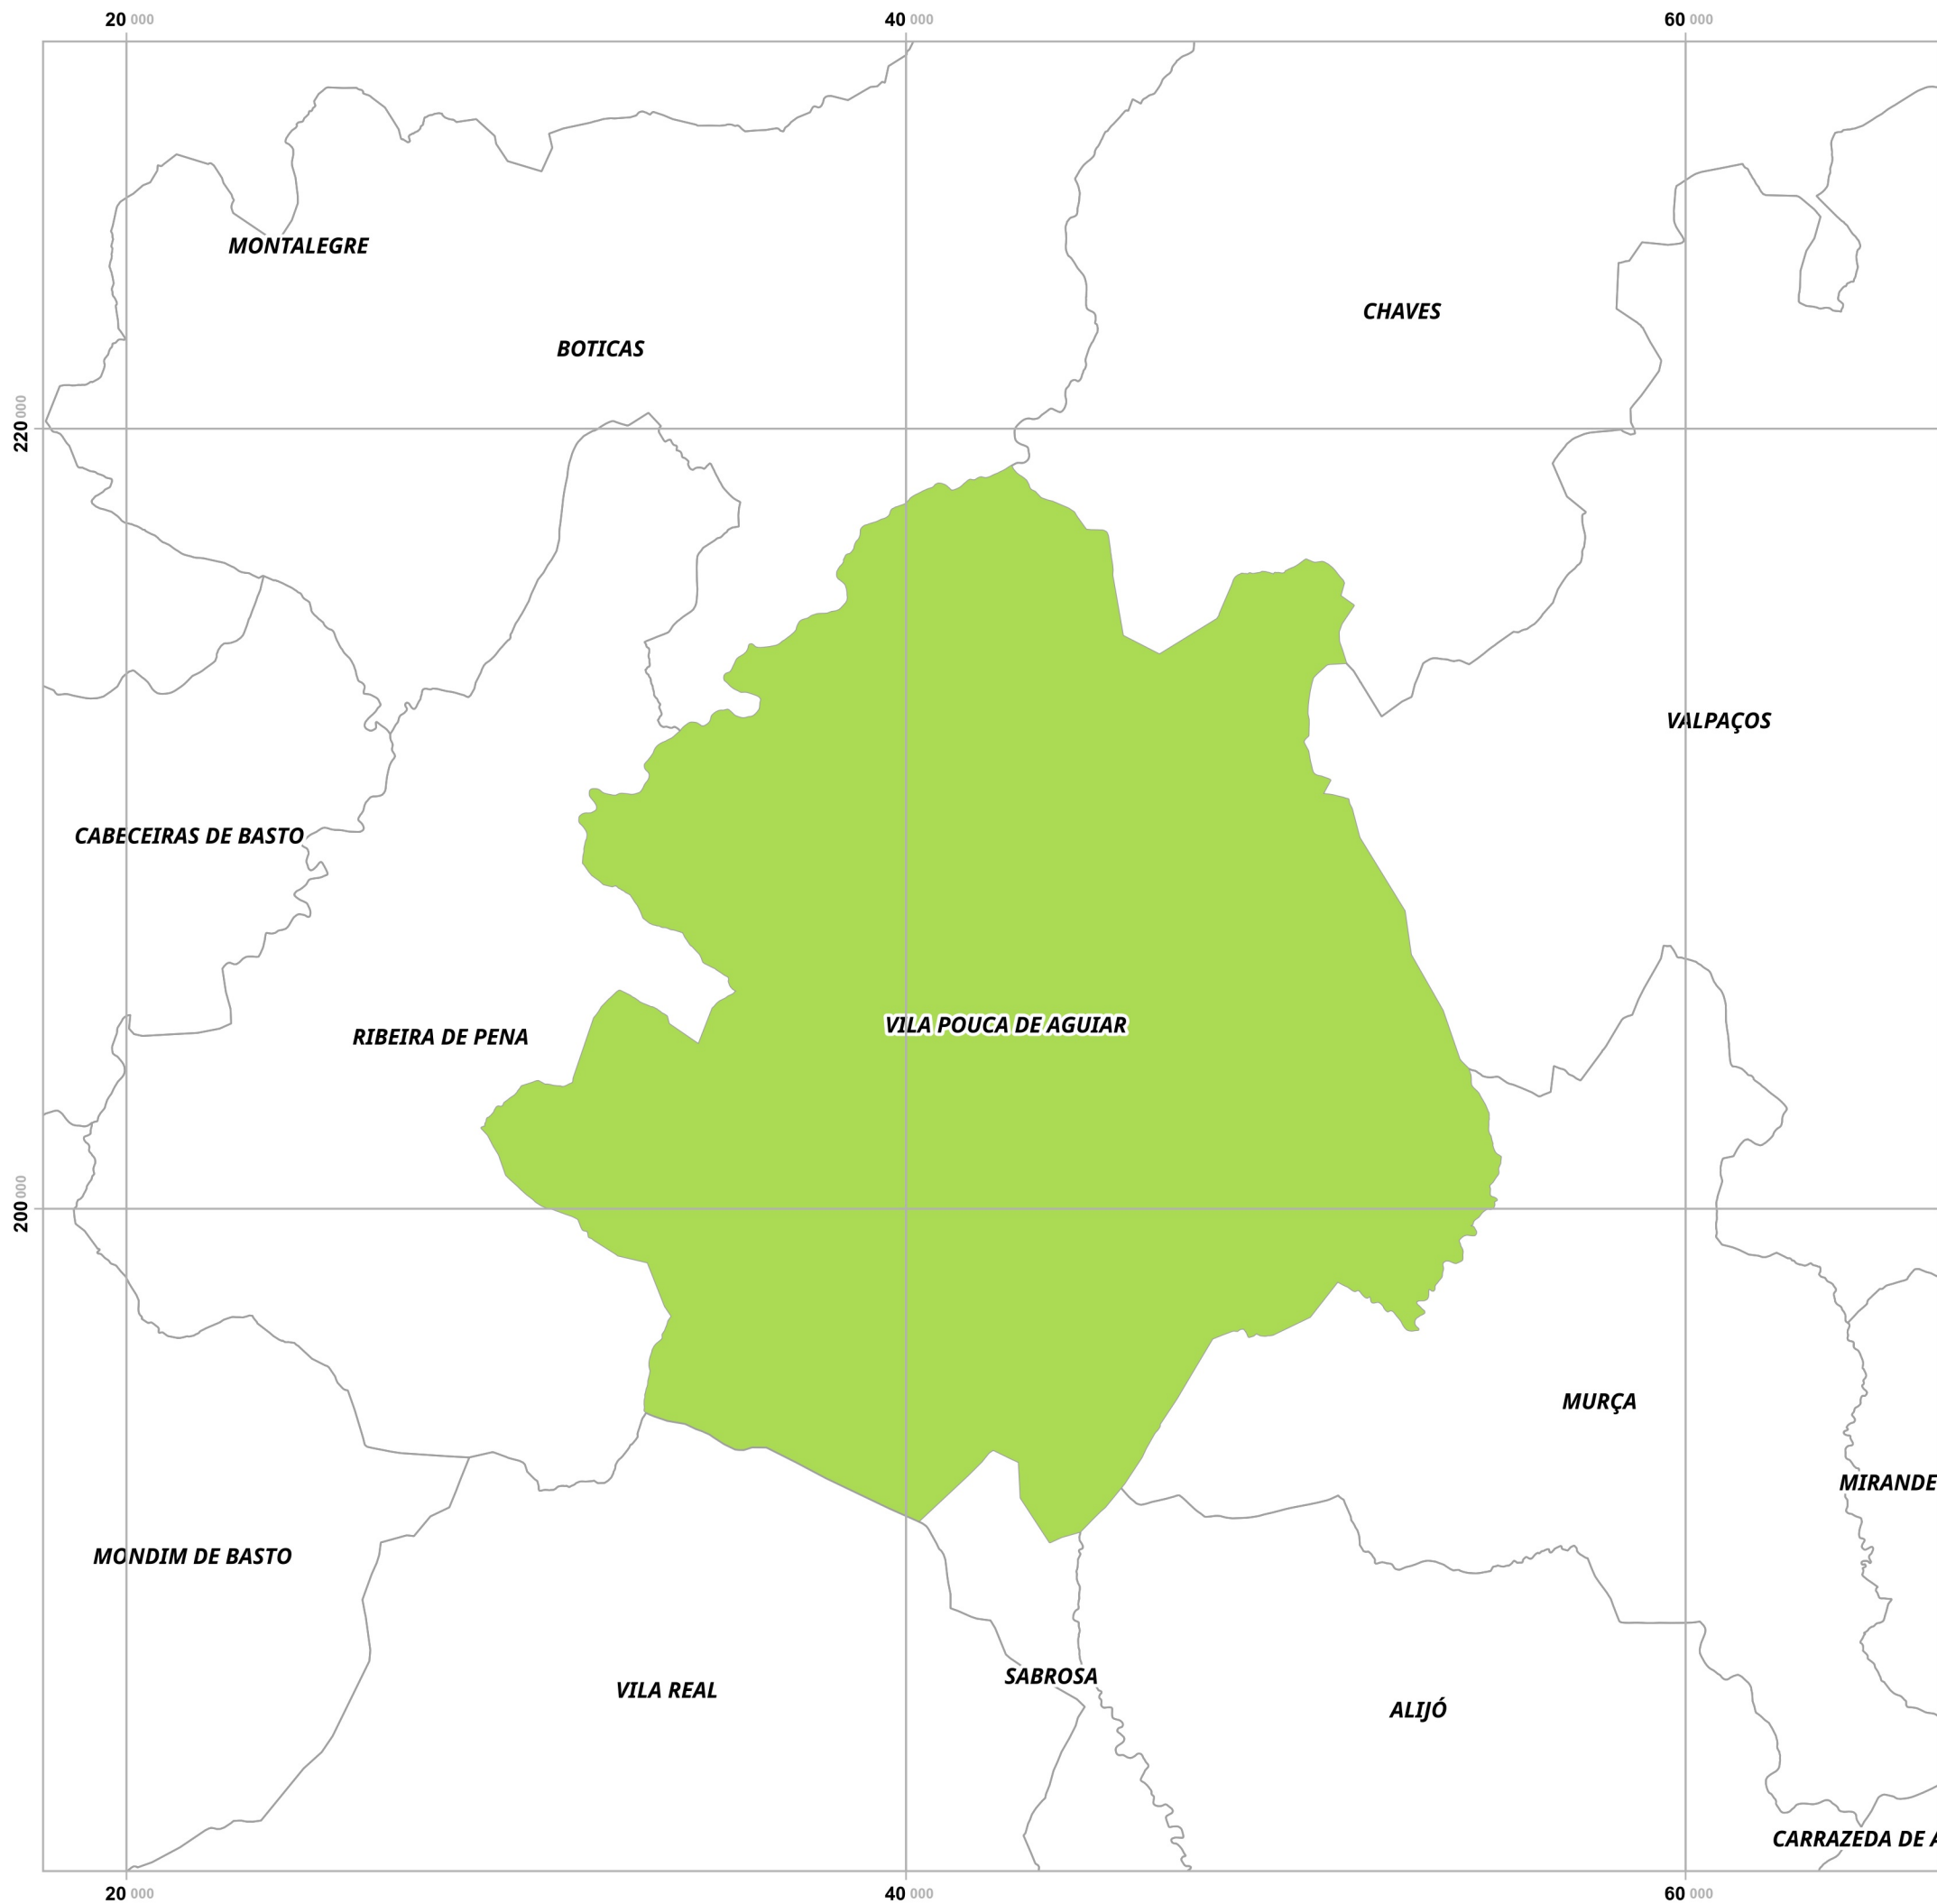 20 000
40 000
60 000
MONTALEGRE
CHAVES
BOTICAS
220 000
VALPAÇOS
CABECEIRAS DE BASTO
VILA POUCA DE AGUIAR
RIBEIRA DE PENA
200 000
MURÇA
MIRANDE
MONDIM DE BASTO
SABROSA
VILA REAL
ALIJÓ
CARRAZEDA DE A
20 000
40 000
60 000